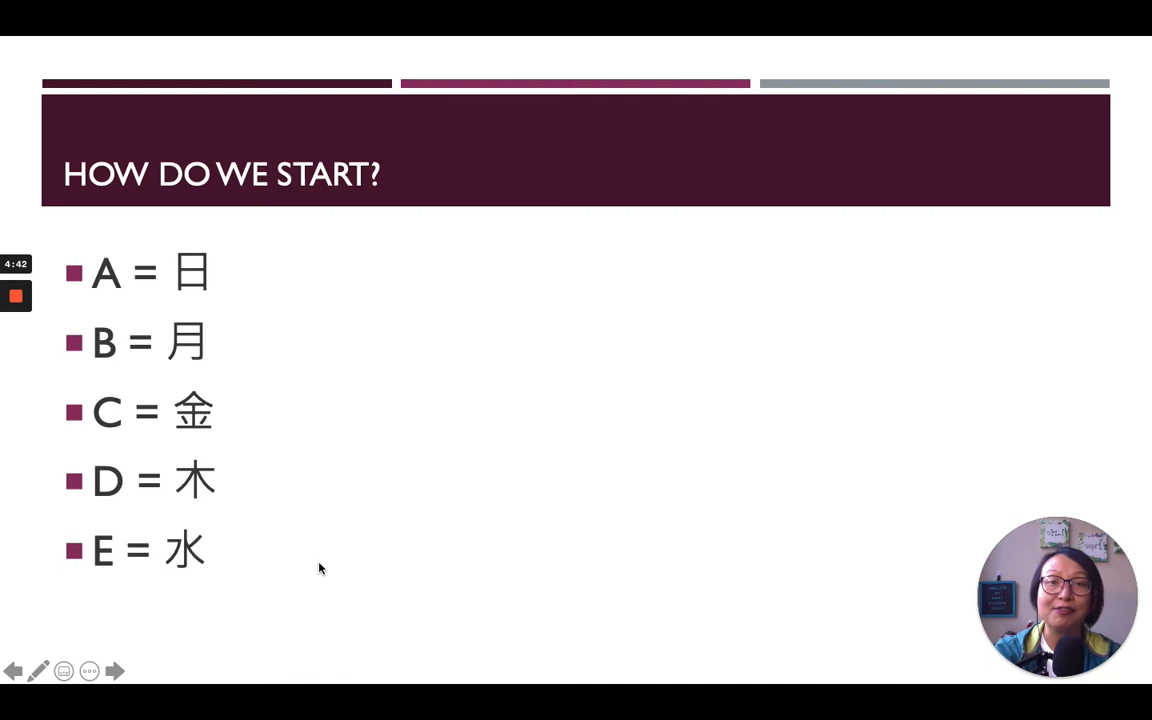 HOW DO WE START?
A = 日
B = 月
C = 金
D = 木
E = 水
4:42